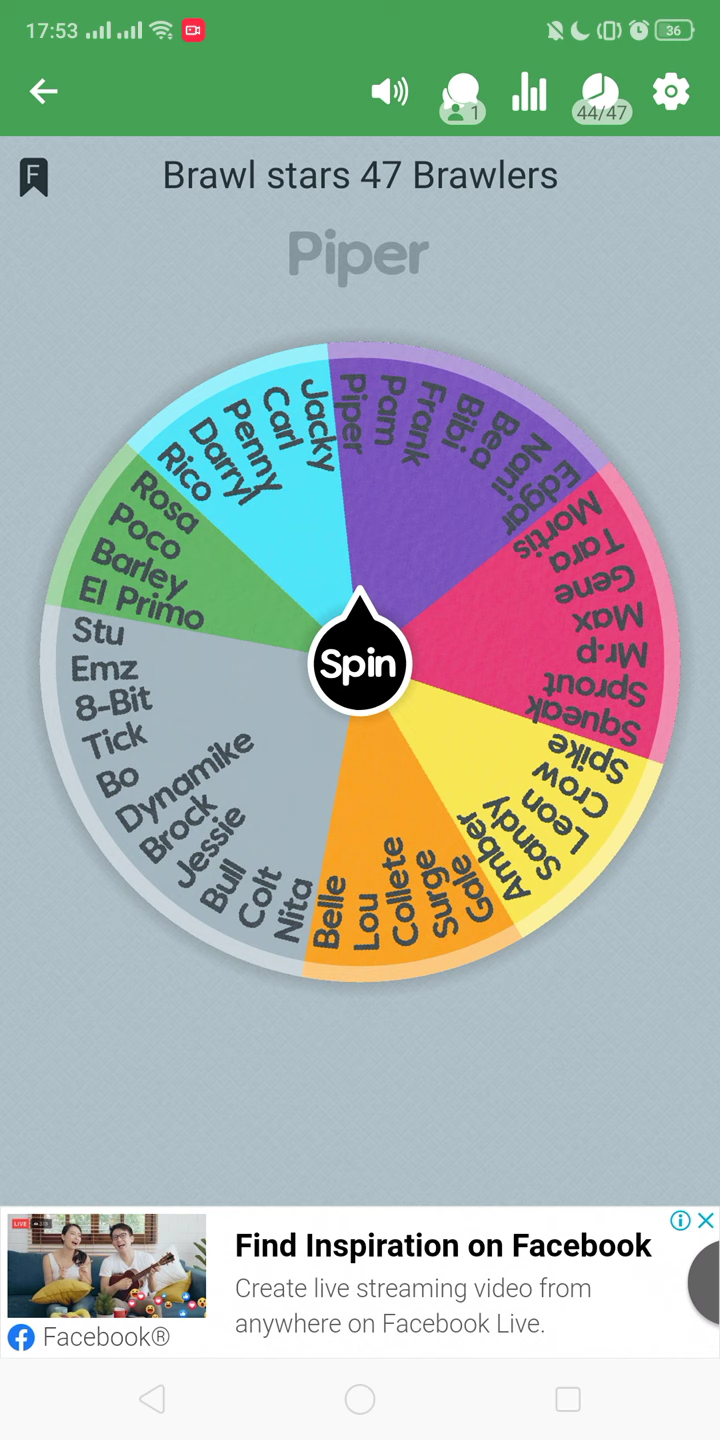 17:53
36
1
44/47
F
Brawl stars 47 Brawlers
Piper
Piper
Pam
Frank
Bibi
Bea
Nani
Edgar
Mortis
Tara
Gene
Max
Mr.p
Sprout
Squeak
Spike
Crow
Leon
Sandy
Amber
Gale
Surge
Collete
Lou
Belle
Nita
Colt
Bull
Jessie
Brock
Dynamike
Bo
Tick
8-Bit
Emz
Stu
El Primo
Barley
Poco
Rosa
Rico
Darryl
Penny
Carl
Jacky
Spin
LIVE
Find Inspiration on Facebook
Create live streaming video from
anywhere on Facebook Live.
Facebook®